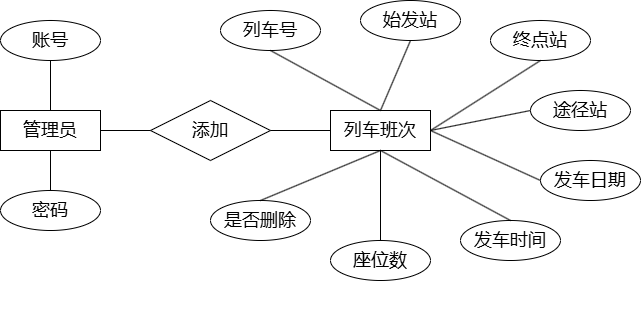 账号
列车号
始发站
终点站
途径站
管理员
添加
列车班次
发车日期
密码
是否删除
发车时间
座位数